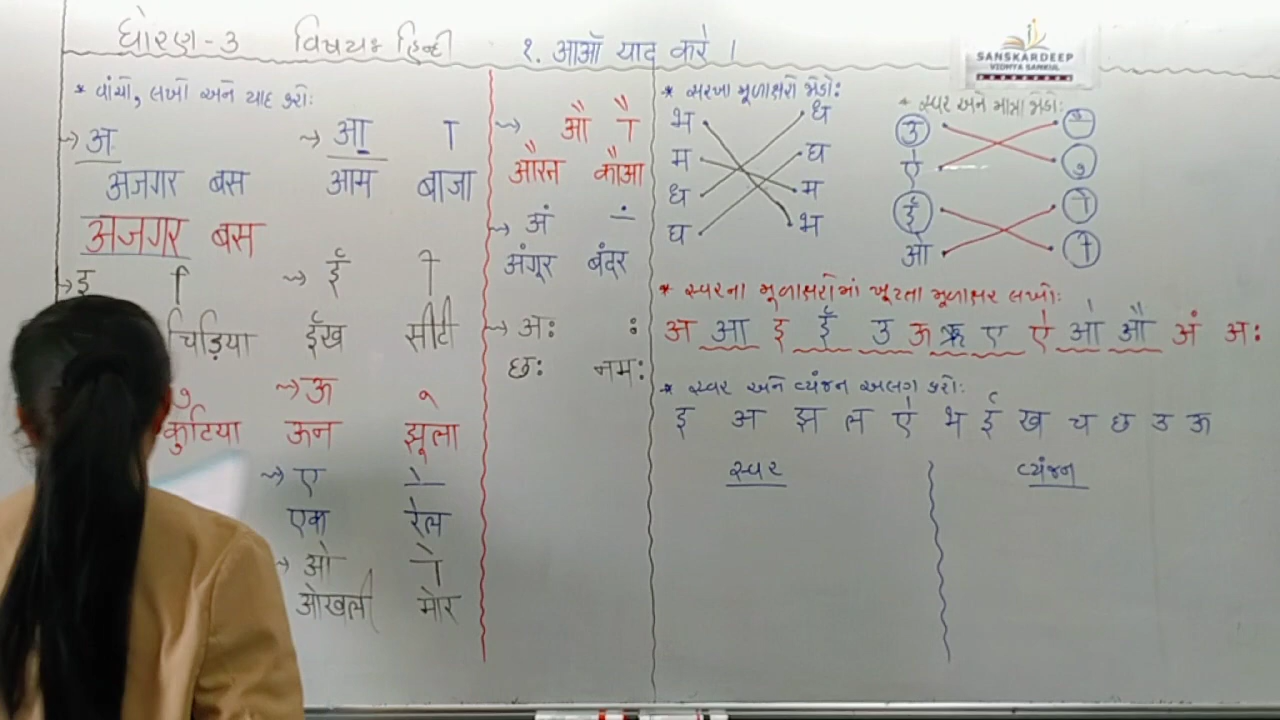 ધોરણ-૩ વિષયઃ હિન્દી १. आओ याद करे ।
SANSKARDEEP
VIDHYA SANKUL
* વાંચો, લખો અને યાદ કરોઃ
→ अ → आ ा
अजगर बस आम बाजा
अजगर बस
→ इ ि → ई ी
चिड़िया ईख सीटी
ु → ऊ ू
कुटिया ऊन झूला
→ ए े
एक रेल
→ ओ ो
ओखली मोर
→ औ ौ
औरत कौआ
→ अं ं
अंगूर बंदर
→ अः ः
छः नमः
* સરખા મૂળાક્ષરો જોડોઃ
भ ध
म घ
ध म
घ भ
* સ્વર અને માત્રા જોડોઃ
उ े
ऐ ु
ई ो
ओ ी
* સ્વરના મૂળાક્ષરોમાં ખૂટતા મૂળાક્ષર લખોઃ
अ आ इ ई उ ऊ ऋ ए ऐ ओ औ अं अः
* સ્વર અને વ્યંજન અલગ કરોઃ
इ अ झ ल ऐ भ ई ख च छ उ ऊ
સ્વર વ્યંજન